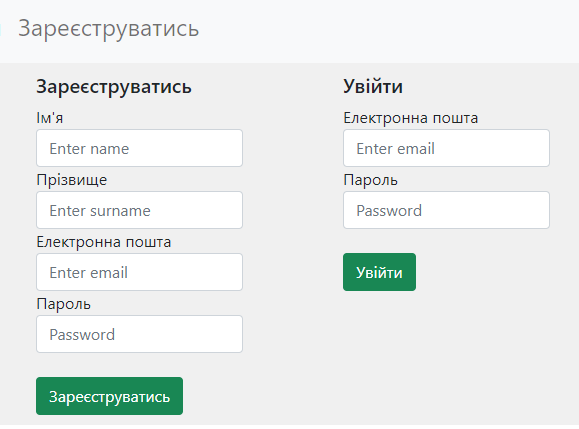 Зареєструватись
Зареєструватись
Ім'я
Enter name
Прізвище
Enter surname
Електронна пошта
Enter email
Пароль
Password
Зареєструватись
Увійти
Електронна пошта
Enter email
Пароль
Password
Увійти